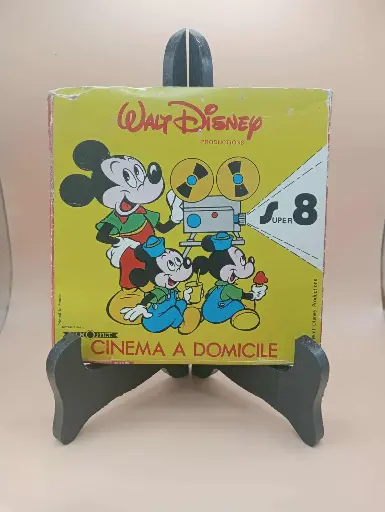 WALT DISNEY
PRODUCTIONS
SUPER 8
CINEMA A DOMICILE